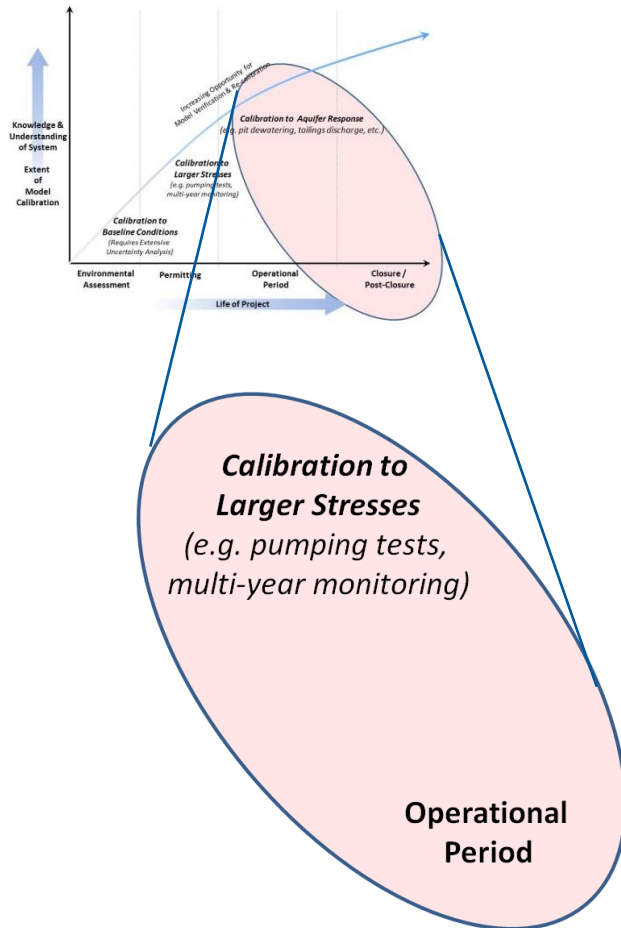 Increasing Opportunity for
Model Verification & Re-calibration
Knowledge &
Understanding
of System
Extent
of Model
Calibration
Calibration to Aquifer Response
(e.g. pit dewatering, tailings discharge, etc.)
Calibration to
Larger Stresses
(e.g. pumping tests,
multi-year monitoring)
Calibration to
Baseline Conditions
(Requires Extensive
Uncertainty Analysis)
Environmental
Assessment
Permitting
Operational
Period
Closure /
Post-Closure
Life of Project
Calibration to
Larger Stresses
(e.g. pumping tests,
multi-year monitoring)
Operational
Period